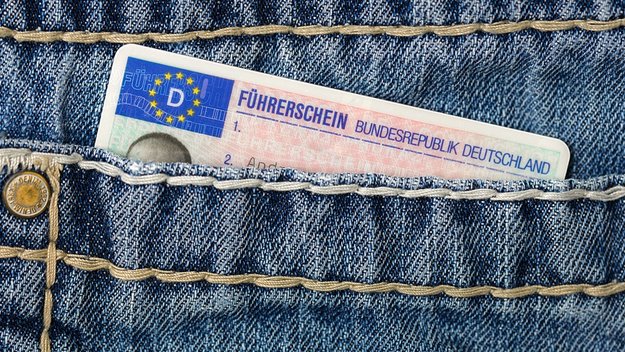 D
FÜHRERSCHEIN BUNDESREPUBLIK DEUTSCHLAND
1.
2.